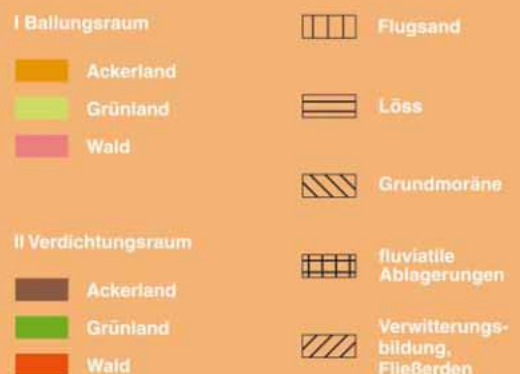 I Ballungsraum
Ackerland
Grünland
Wald
II Verdichtungsraum
Ackerland
Grünland
Wald
Flugsand
Löss
Grundmoräne
fluviatile
Ablagerungen
Verwitterungs-
bildung,
Fließerden